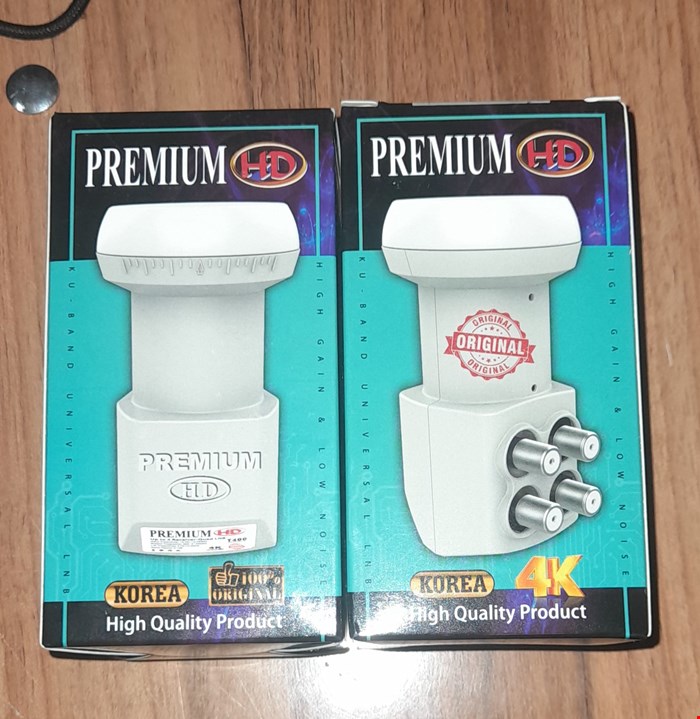 PREMIUM HD
KU-BAND UNIVERSAL LNB
HIGH GAIN & LOW NOISE
PREMIUM
HD
PREMIUM HD
KOREA
100%
ORIGINAL
High Quality Product
PREMIUM HD
KU-BAND UNIVERSAL LNB
HIGH GAIN & LOW NOISE
ORIGINAL
ORIGINAL
ORIGINAL
KOREA
4K
High Quality Product